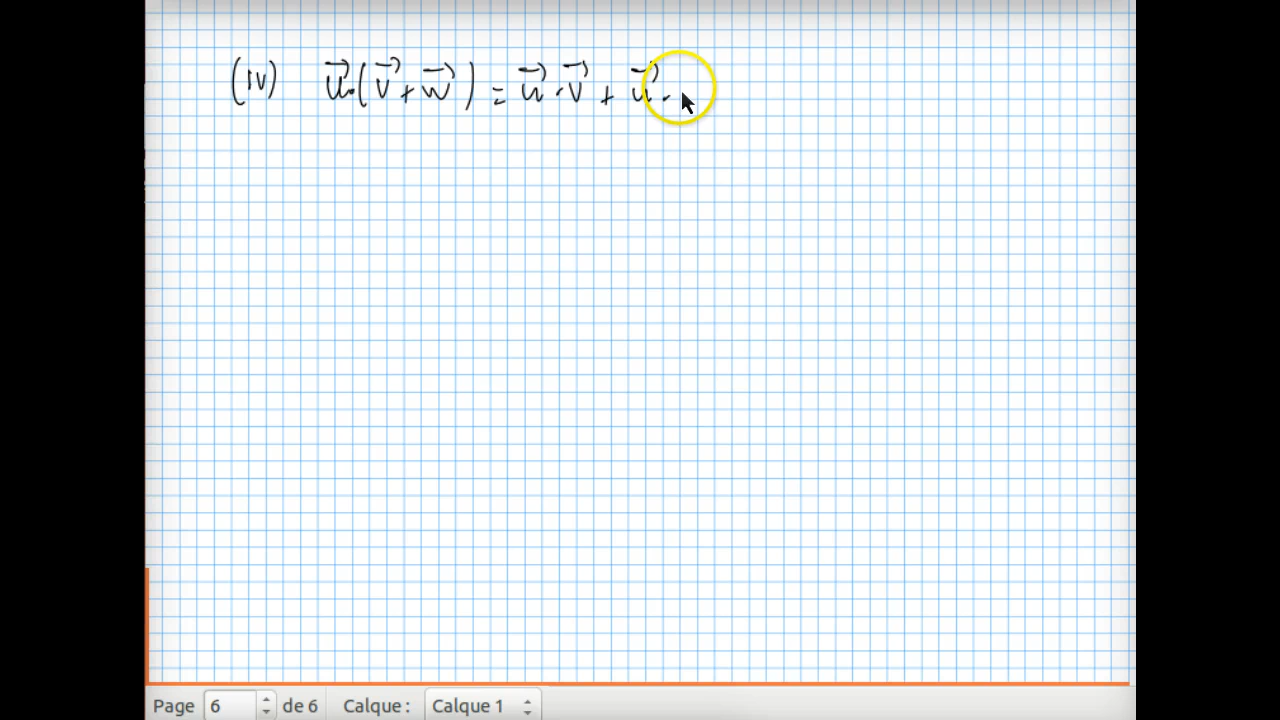 (iv) u⃗·(v⃗+w⃗) = u⃗·v⃗ + u⃗·
Page 6 de 6 Calque : Calque 1